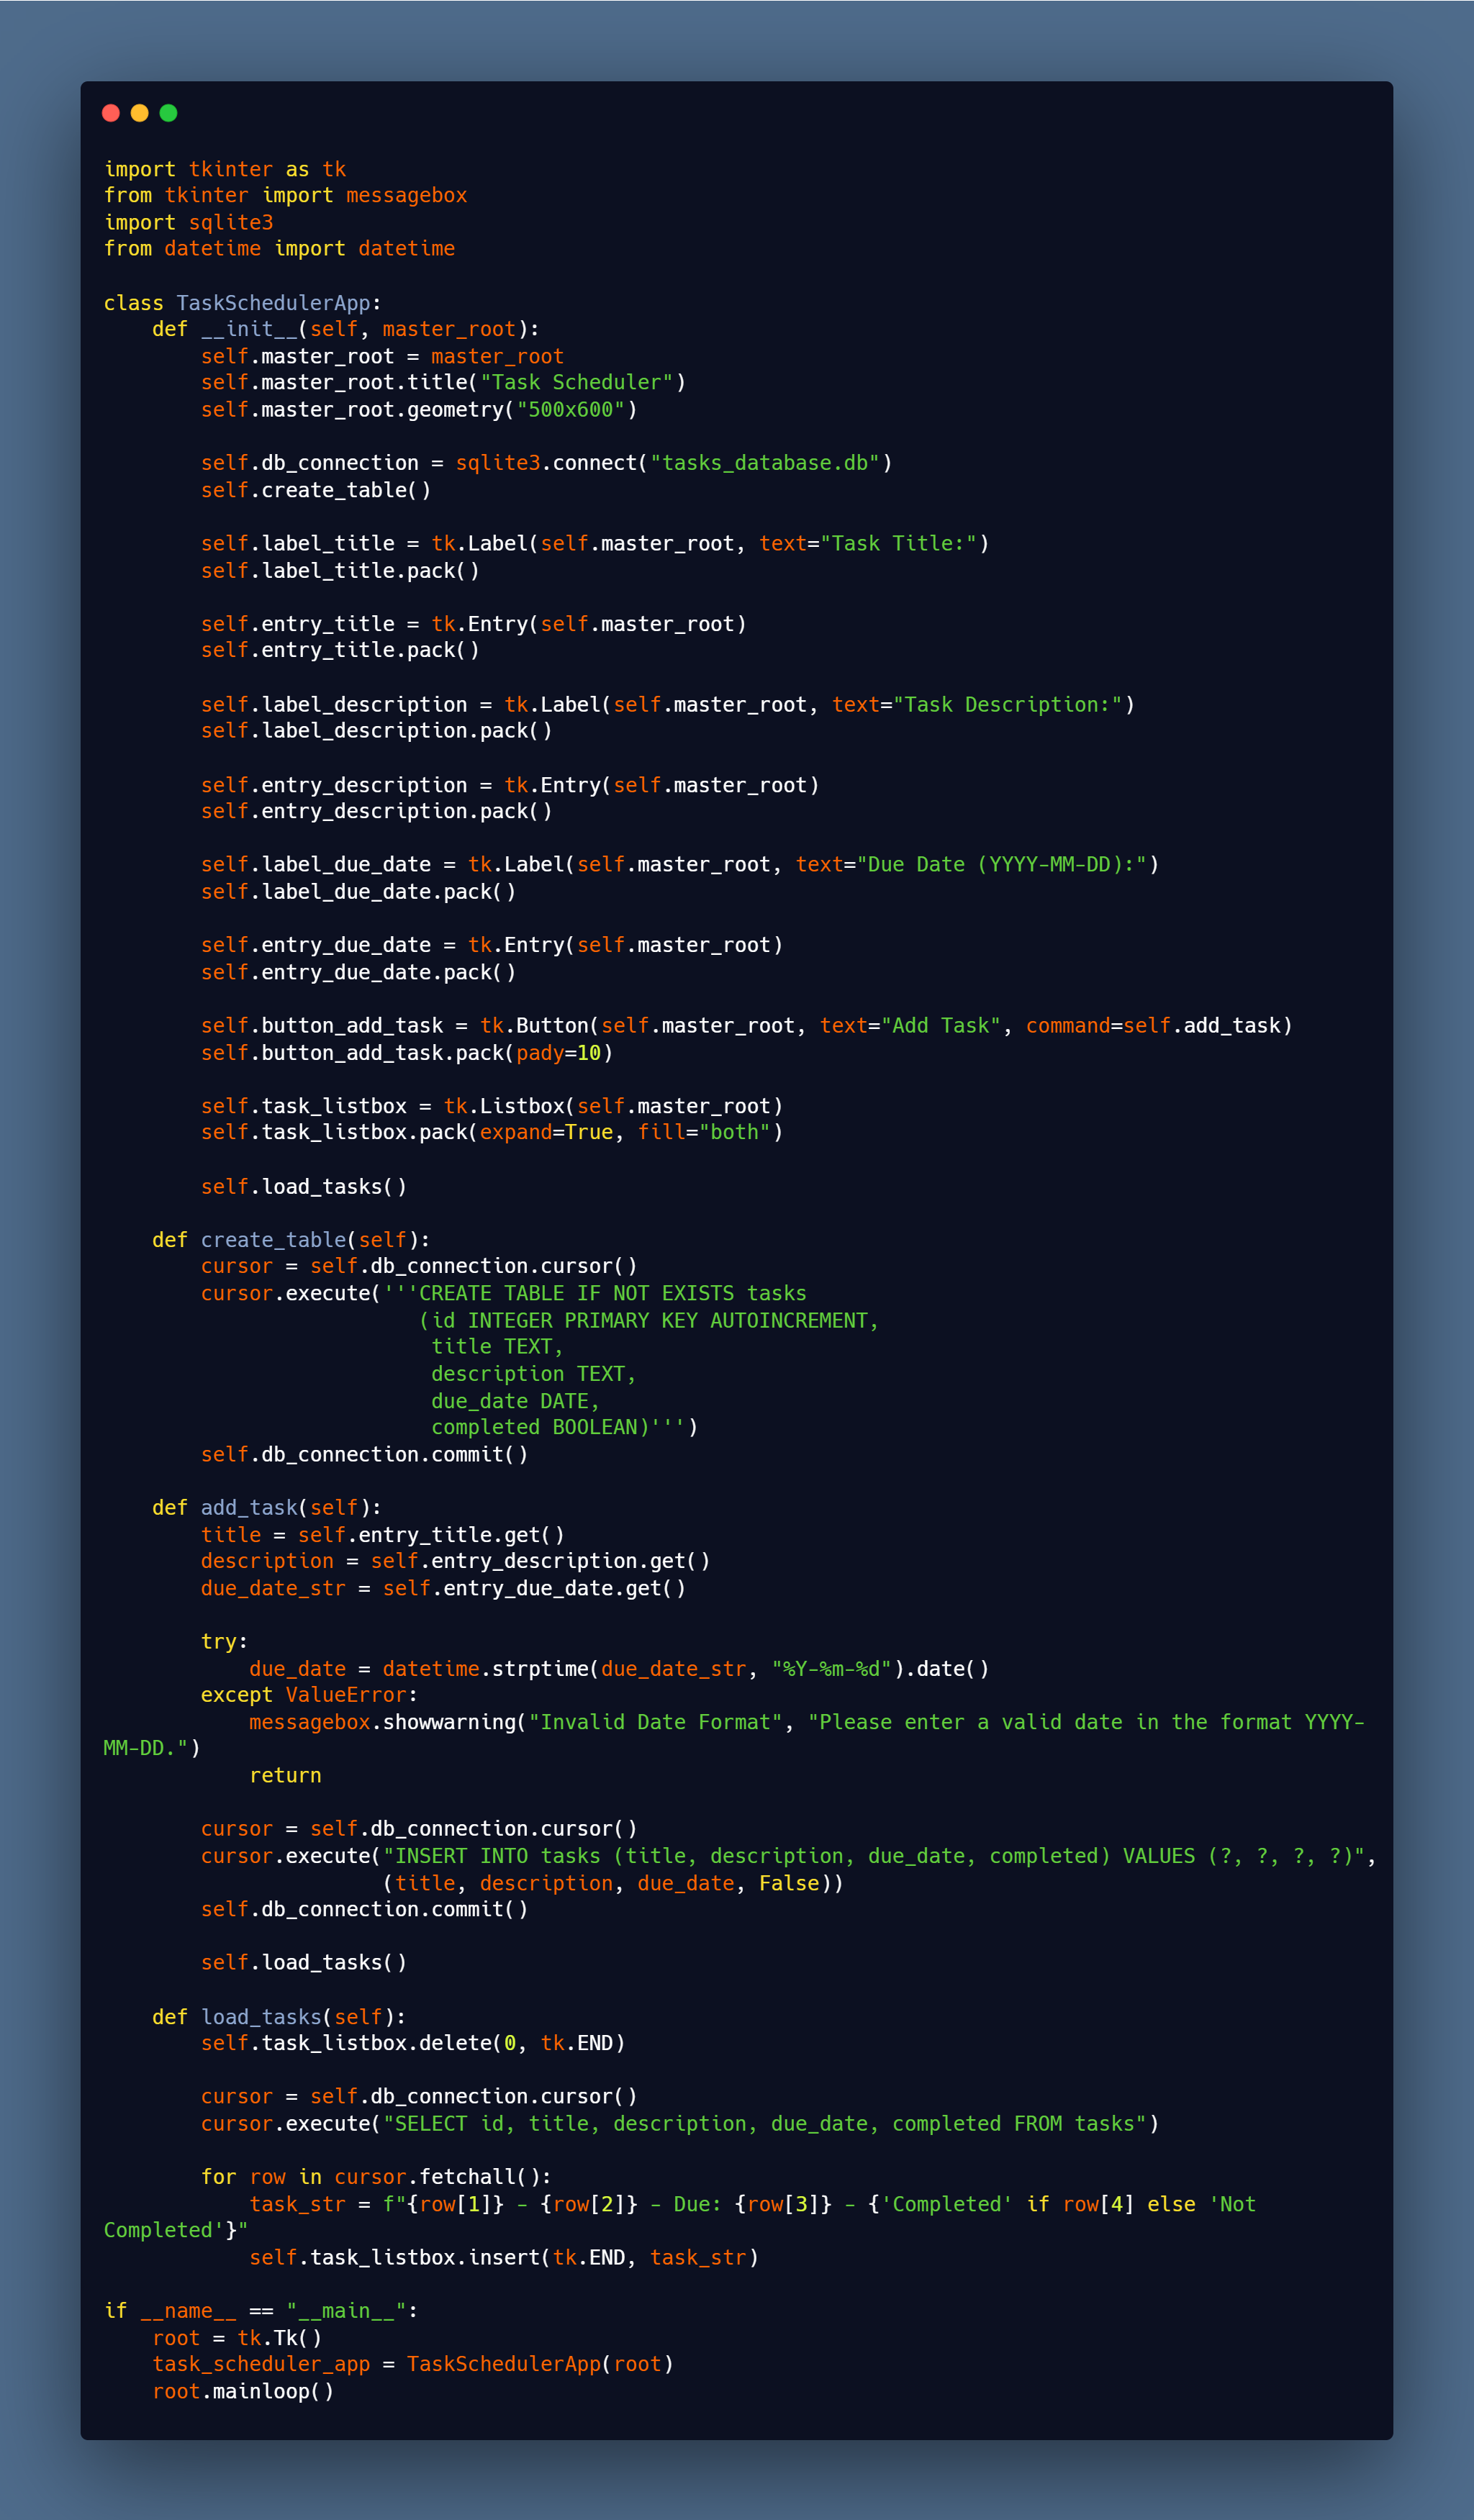 import tkinter as tk
from tkinter import messagebox
import sqlite3
from datetime import datetime

class TaskSchedulerApp:
    def __init__(self, master_root):
        self.master_root = master_root
        self.master_root.title("Task Scheduler")
        self.master_root.geometry("500x600")

        self.db_connection = sqlite3.connect("tasks_database.db")
        self.create_table()

        self.label_title = tk.Label(self.master_root, text="Task Title:")
        self.label_title.pack()

        self.entry_title = tk.Entry(self.master_root)
        self.entry_title.pack()

        self.label_description = tk.Label(self.master_root, text="Task Description:")
        self.label_description.pack()

        self.entry_description = tk.Entry(self.master_root)
        self.entry_description.pack()

        self.label_due_date = tk.Label(self.master_root, text="Due Date (YYYY-MM-DD):")
        self.label_due_date.pack()

        self.entry_due_date = tk.Entry(self.master_root)
        self.entry_due_date.pack()

        self.button_add_task = tk.Button(self.master_root, text="Add Task", command=self.add_task)
        self.button_add_task.pack(pady=10)

        self.task_listbox = tk.Listbox(self.master_root)
        self.task_listbox.pack(expand=True, fill="both")

        self.load_tasks()

    def create_table(self):
        cursor = self.db_connection.cursor()
        cursor.execute('''CREATE TABLE IF NOT EXISTS tasks
                          (id INTEGER PRIMARY KEY AUTOINCREMENT,
                           title TEXT,
                           description TEXT,
                           due_date DATE,
                           completed BOOLEAN)''')
        self.db_connection.commit()

    def add_task(self):
        title = self.entry_title.get()
        description = self.entry_description.get()
        due_date_str = self.entry_due_date.get()

        try:
            due_date = datetime.strptime(due_date_str, "%Y-%m-%d").date()
        except ValueError:
            messagebox.showwarning("Invalid Date Format", "Please enter a valid date in the format YYYY-
MM-DD.")
            return

        cursor = self.db_connection.cursor()
        cursor.execute("INSERT INTO tasks (title, description, due_date, completed) VALUES (?, ?, ?, ?)",
                       (title, description, due_date, False))
        self.db_connection.commit()

        self.load_tasks()

    def load_tasks(self):
        self.task_listbox.delete(0, tk.END)

        cursor = self.db_connection.cursor()
        cursor.execute("SELECT id, title, description, due_date, completed FROM tasks")

        for row in cursor.fetchall():
            task_str = f"{row[1]} - {row[2]} - Due: {row[3]} - {'Completed' if row[4] else 'Not
Completed'}"
            self.task_listbox.insert(tk.END, task_str)

if __name__ == "__main__":
    root = tk.Tk()
    task_scheduler_app = TaskSchedulerApp(root)
    root.mainloop()